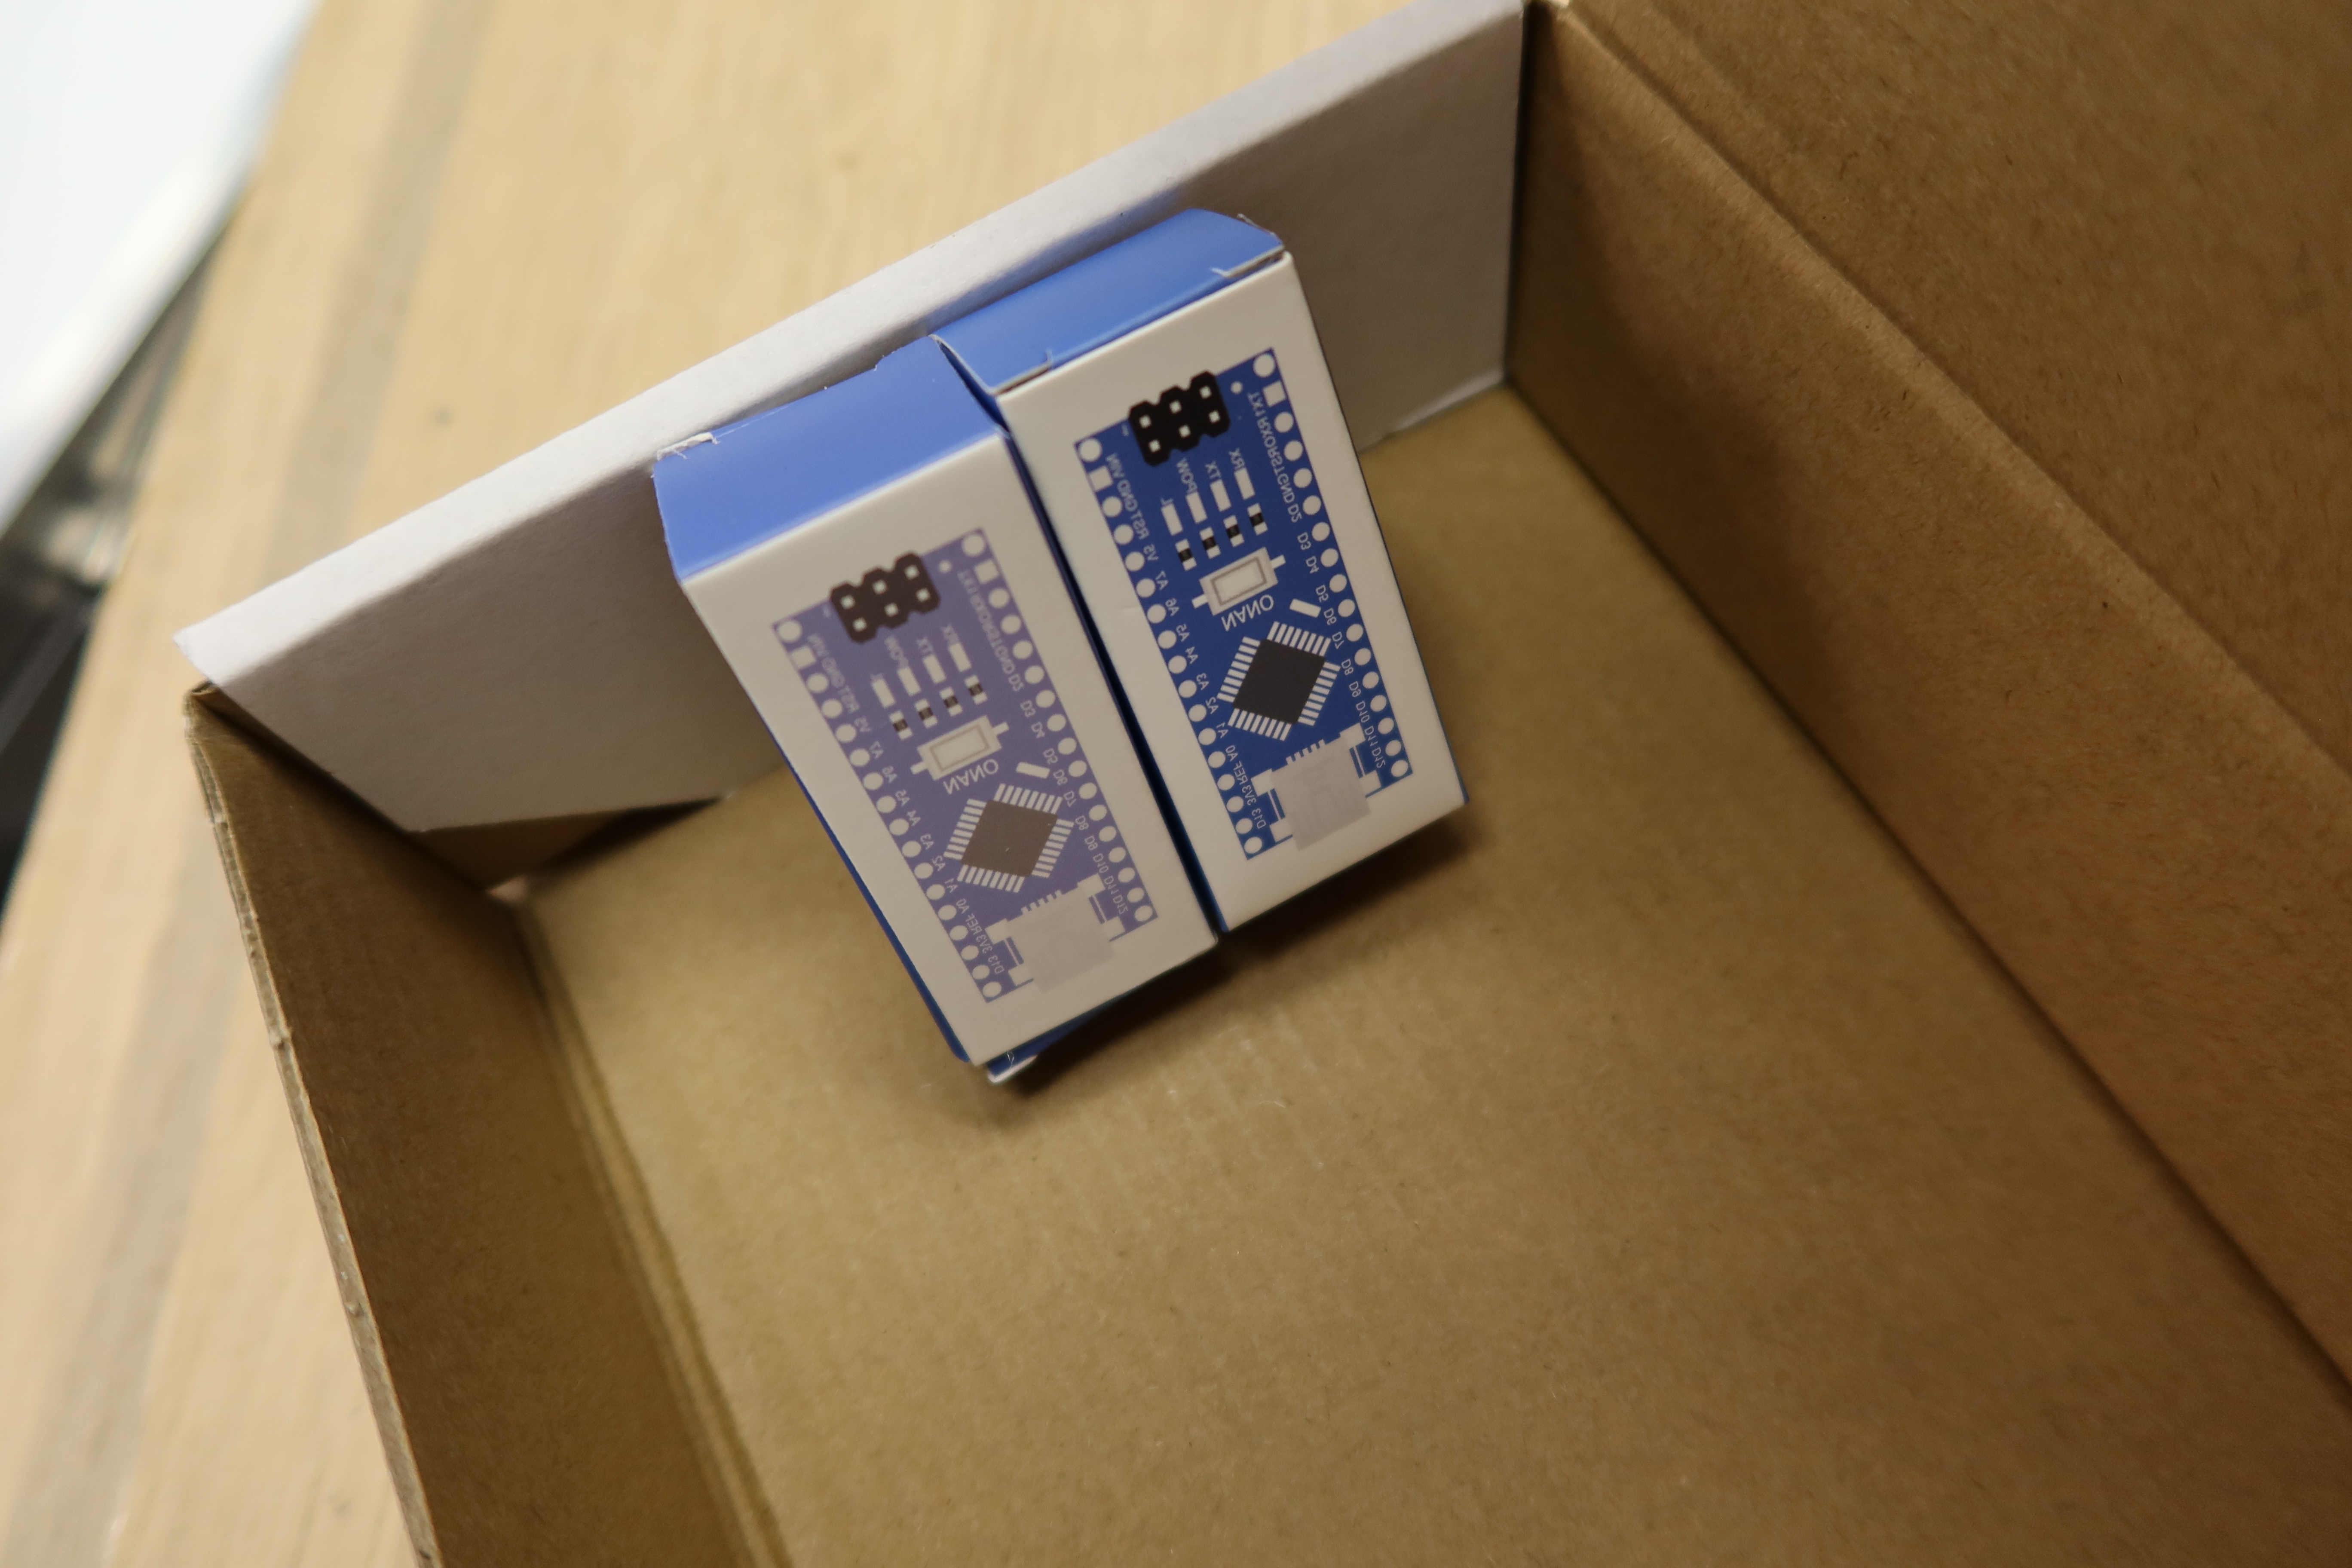 RX
TX
POW
L
NANO
TX1 RX0 RST GND D2 D3 D4 D5 D6 D7 D8 D9 D10 D11 D12
VIN GND RST 5V A7 A6 A5 A4 A3 A2 A1 A0 REF 3V3 D13
RX
TX
POW
L
NANO
TX1 RX0 RST GND D2 D3 D4 D5 D6 D7 D8 D9 D10 D11 D12
VIN GND RST 5V A7 A6 A5 A4 A3 A2 A1 A0 REF 3V3 D13